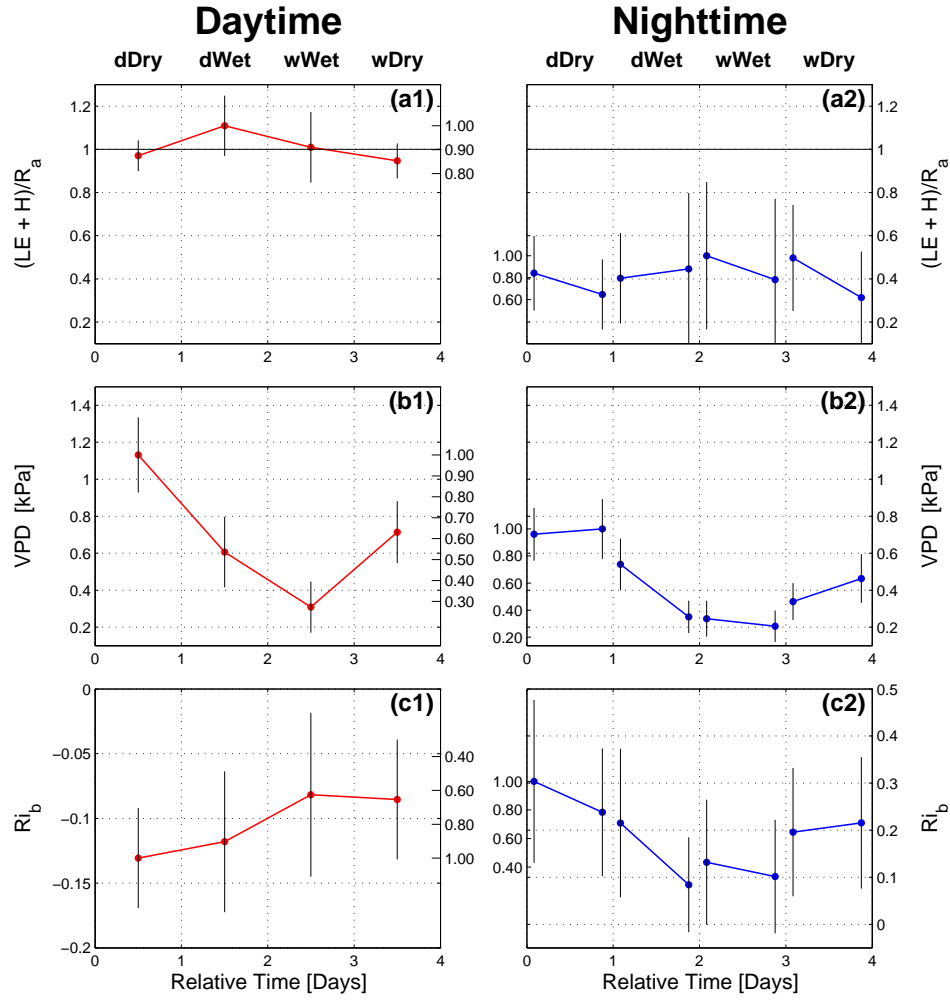 Daytime Nighttime
dDry dWet wWet wDry dDry dWet wWet wDry
(a1)
1.2
1
0.8
0.6
0.4
0.2
(LE + H)/R_a
1.00
0.90
0.80
0 1 2 3 4
(a2)
1.00
0.80
0.60
1.2
1
0.8
0.6
0.4
0.2
(LE + H)/R_a
0 1 2 3 4
(b1)
1.4
1.2
1
0.8
0.6
0.4
0.2
VPD [kPa]
1.00
0.90
0.80
0.70
0.60
0.50
0.40
0.30
0 1 2 3 4
(b2)
1.00
0.80
0.60
0.40
0.20
1.4
1.2
1
0.8
0.6
0.4
0.2
VPD [kPa]
0 1 2 3 4
(c1)
0
−0.05
−0.1
−0.15
−0.2
Ri_b
0.40
0.60
0.80
1.00
0 1 2 3 4
Relative Time [Days]
(c2)
1.00
0.80
0.60
0.40
0.5
0.4
0.3
0.2
0.1
0
Ri_b
0 1 2 3 4
Relative Time [Days]